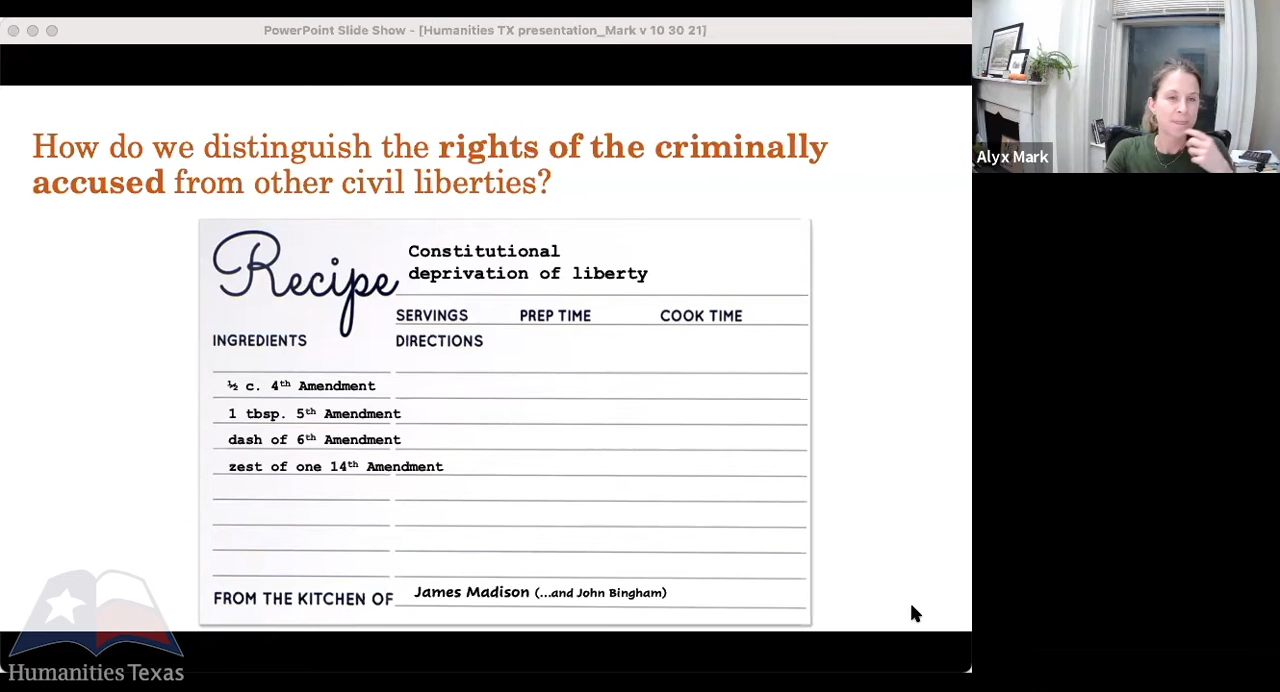 PowerPoint Slide Show - [Humanities TX presentation_Mark v 10 30 21]
Alyx Mark
How do we distinguish the rights of the criminally
accused from other civil liberties?
Recipe
Constitutional
deprivation of liberty
SERVINGS PREP TIME COOK TIME
INGREDIENTS DIRECTIONS
½ c. 4th Amendment
1 tbsp. 5th Amendment
dash of 6th Amendment
zest of one 14th Amendment
FROM THE KITCHEN OF James Madison (...and John Bingham)
Humanities Texas